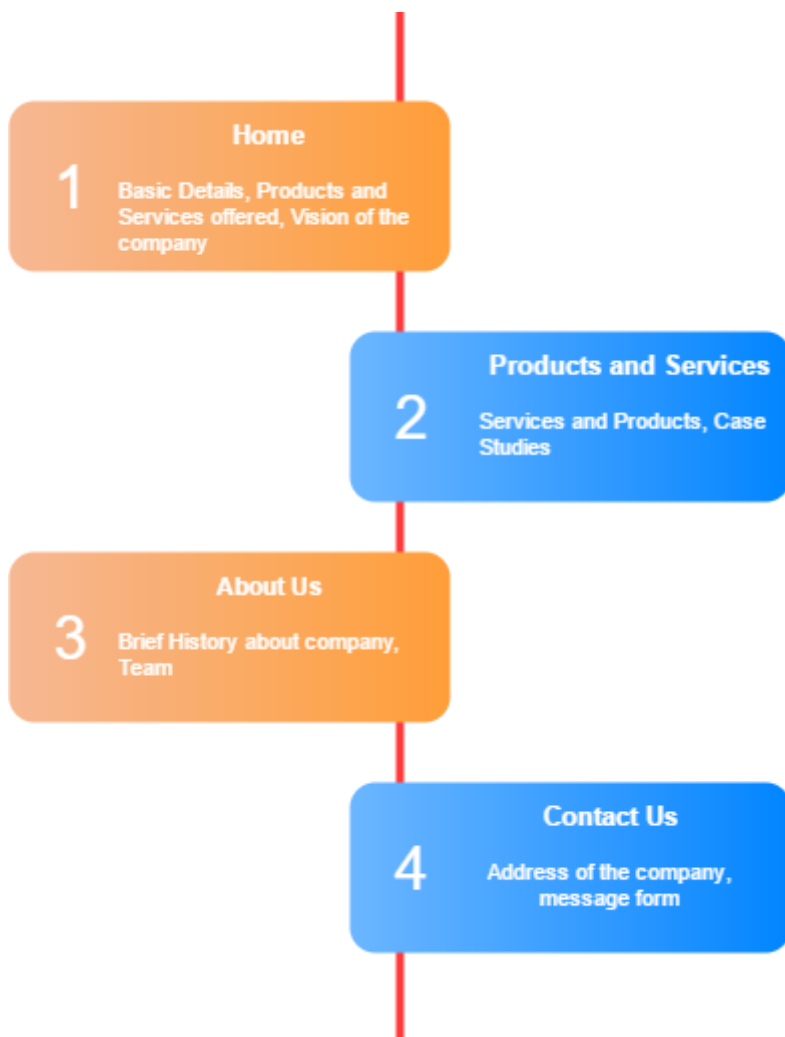 Home
1
Basic Details, Products and
Services offered, Vision of the
company
Products and Services
2
Services and Products, Case
Studies
About Us
3
Brief History about company,
Team
Contact Us
4
Address of the company,
message form